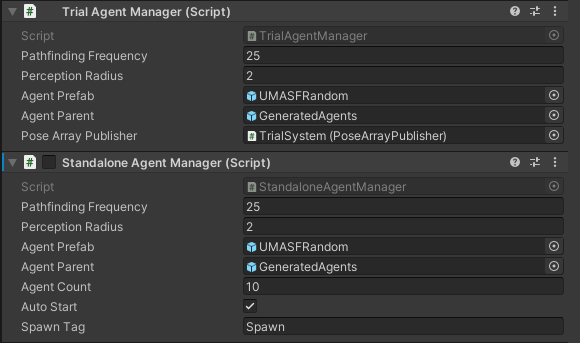 Trial Agent Manager (Script)
Script TrialAgentManager
Pathfinding Frequency 25
Perception Radius 2
Agent Prefab UMASFRandom
Agent Parent GeneratedAgents
Pose Array Publisher TrialSystem (PoseArrayPublisher)
Standalone Agent Manager (Script)
Script StandaloneAgentManager
Pathfinding Frequency 25
Perception Radius 2
Agent Prefab UMASFRandom
Agent Parent GeneratedAgents
Agent Count 10
Auto Start
Spawn Tag Spawn